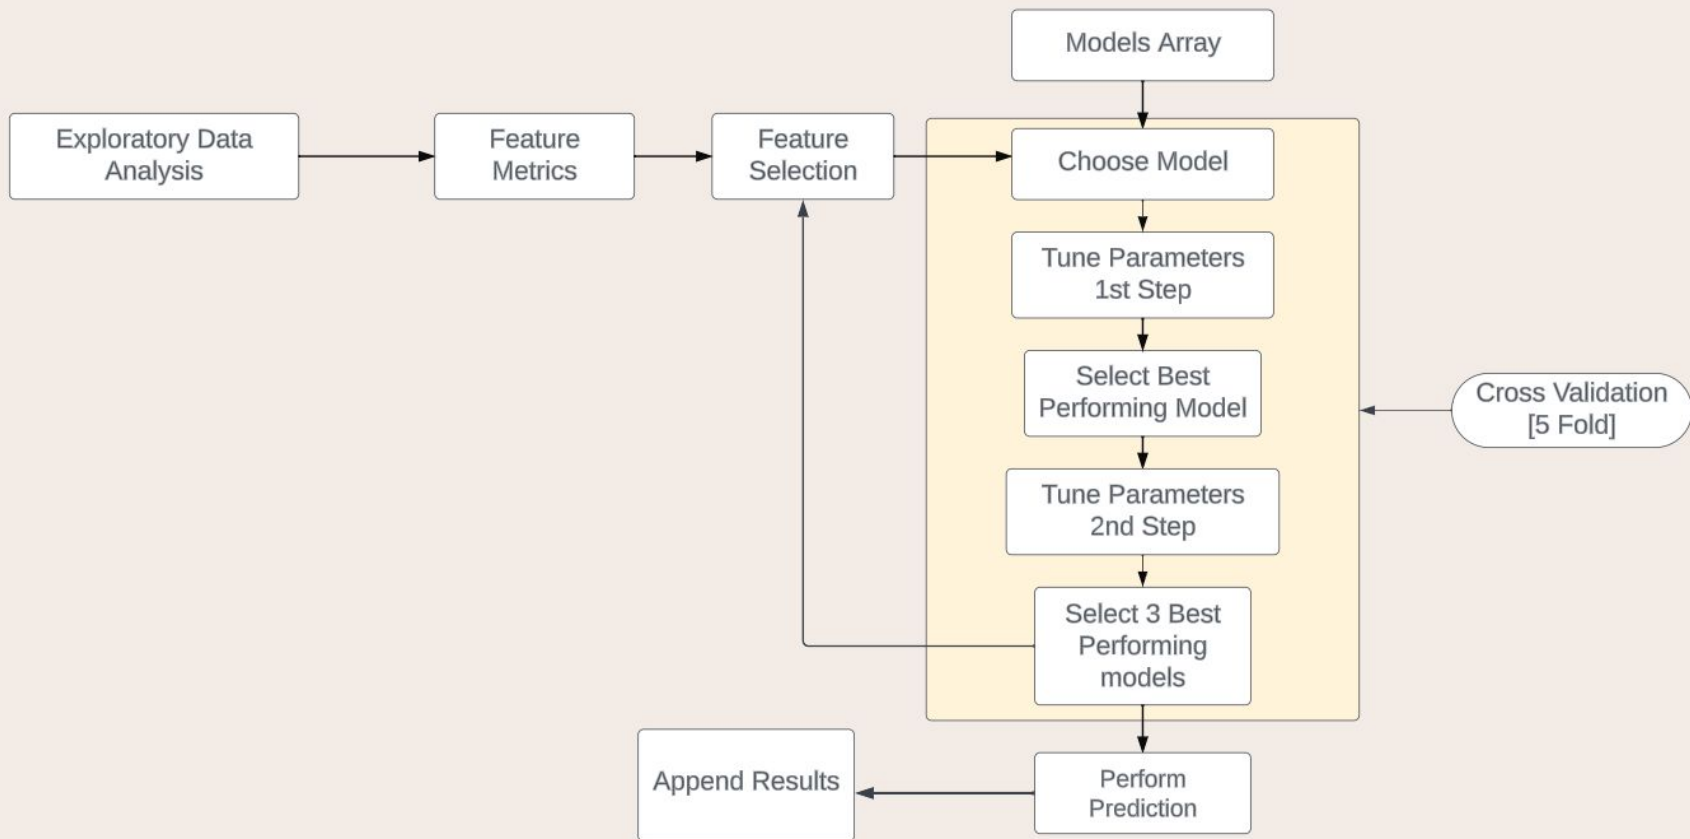 Models Array
Exploratory Data
Analysis
Feature
Metrics
Feature
Selection
Choose Model
Tune Parameters
1st Step
Select Best
Performing Model
Cross Validation
[5 Fold]
Tune Parameters
2nd Step
Select 3 Best
Performing
models
Append Results
Perform
Prediction